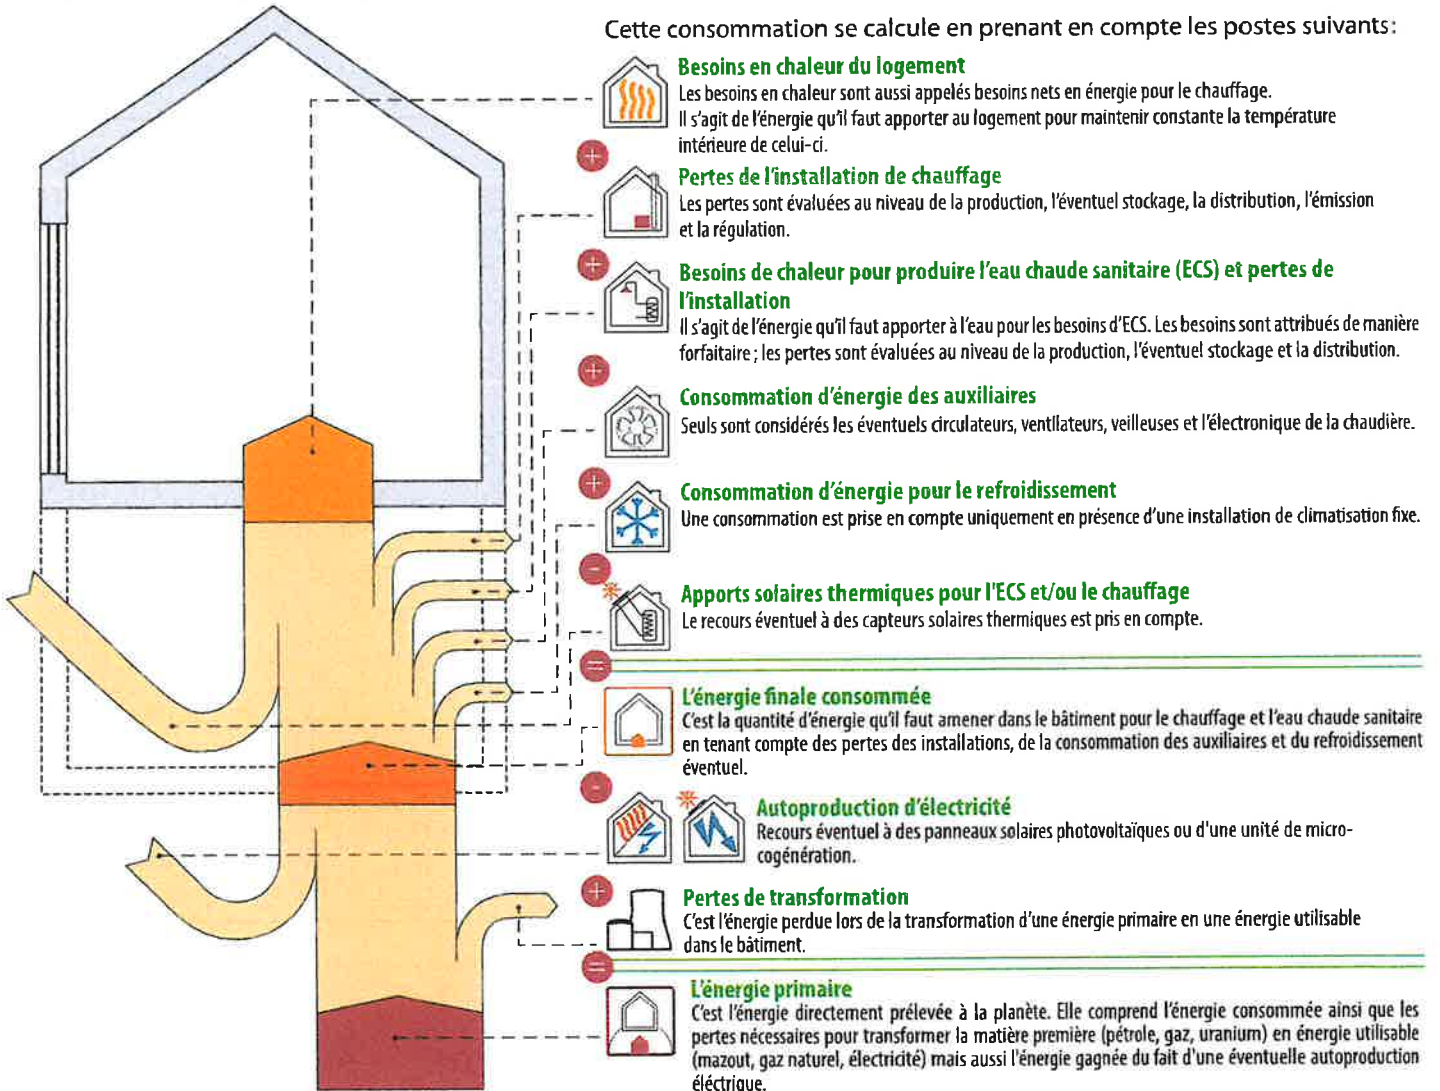 Cette consommation se calcule en prenant en compte les postes suivants:
Besoins en chaleur du logement
Les besoins en chaleur sont aussi appelés besoins nets en énergie pour le chauffage.
Il s'agit de l'énergie qu'il faut apporter au logement pour maintenir constante la température
intérieure de celui-ci.
+
Pertes de l'installation de chauffage
Les pertes sont évaluées au niveau de la production, l'éventuel stockage, la distribution, l'émission
et la régulation.
+
Besoins de chaleur pour produire l'eau chaude sanitaire (ECS) et pertes de
l'installation
Il s'agit de l'énergie qu'il faut apporter à l'eau pour les besoins d'ECS. Les besoins sont attribués de manière
forfaitaire ; les pertes sont évaluées au niveau de la production, l'éventuel stockage et la distribution.
+
Consommation d'énergie des auxiliaires
Seuls sont considérés les éventuels circulateurs, ventilateurs, veilleuses et l'électronique de la chaudière.
+
Consommation d'énergie pour le refroidissement
Une consommation est prise en compte uniquement en présence d'une installation de climatisation fixe.
-
Apports solaires thermiques pour l'ECS et/ou le chauffage
Le recours éventuel à des capteurs solaires thermiques est pris en compte.
=
L'énergie finale consommée
C'est la quantité d'énergie qu'il faut amener dans le bâtiment pour le chauffage et l'eau chaude sanitaire
en tenant compte des pertes des installations, de la consommation des auxiliaires et du refroidissement
éventuel.
-
Autoproduction d'électricité
Recours éventuel à des panneaux solaires photovoltaïques ou d'une unité de micro-
cogénération.
+
Pertes de transformation
C'est l'énergie perdue lors de la transformation d'une énergie primaire en une énergie utilisable
dans le bâtiment.
=
L'énergie primaire
C'est l'énergie directement prélevée à la planète. Elle comprend l'énergie consommée ainsi que les
pertes nécessaires pour transformer la matière première (pétrole, gaz, uranium) en énergie utilisable
(mazout, gaz naturel, électricité) mais aussi l'énergie gagnée du fait d'une éventuelle autoproduction
éléctrique.